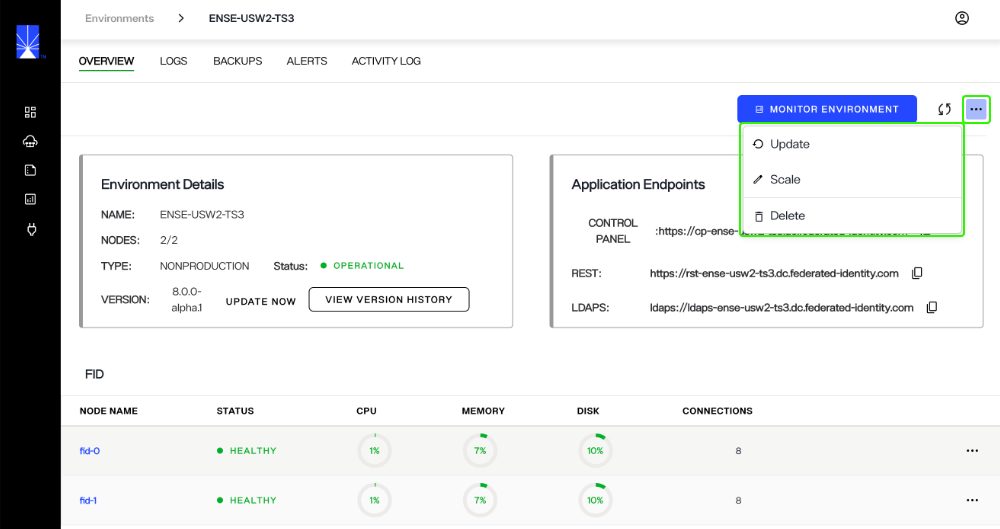 Environments > ENSE-USW2-TS3
OVERVIEW LOGS BACKUPS ALERTS ACTIVITY LOG
MONITOR ENVIRONMENT ...
Update
Scale
Delete
Environment Details
NAME: ENSE-USW2-TS3
NODES: 2/2
TYPE: NONPRODUCTION Status: OPERATIONAL
VERSION: 8.0.0-
alpha.1 UPDATE NOW VIEW VERSION HISTORY
Application Endpoints
CONTROL
PANEL :https://cp-ense-
REST: https://rst-ense-usw2-ts3.dc.federated-identity.com
LDAPS: ldaps://ldaps-ense-usw2-ts3.dc.federated-identity.com
FID
NODE NAME STATUS CPU MEMORY DISK CONNECTIONS
fid-0 HEALTHY 1% 7% 10% 8 ...
fid-1 HEALTHY 1% 7% 10% 8 ...